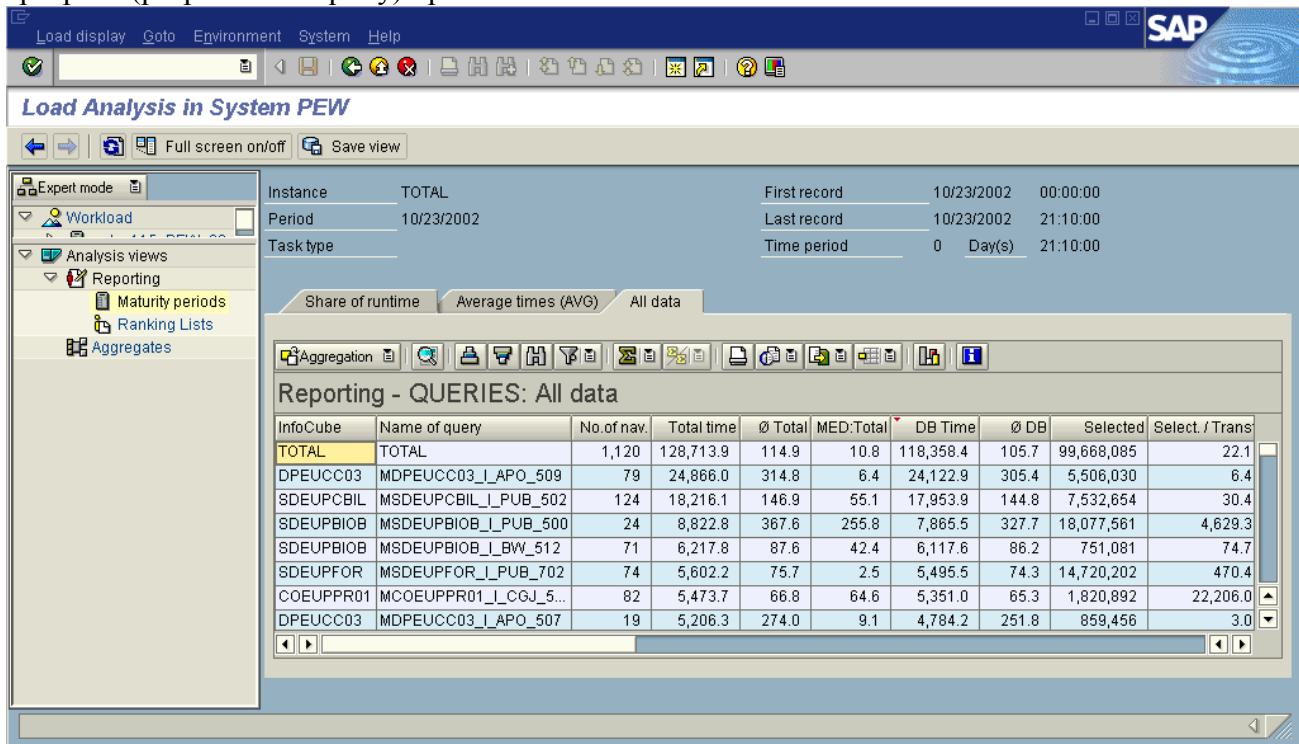 Load display Goto Environment System Help
SAP
Load Analysis in System PEW
Full screen on/off Save view
Expert mode
Workload
Analysis views
Reporting
Maturity periods
Ranking Lists
Aggregates
Instance TOTAL First record 10/23/2002 00:00:00
Period 10/23/2002 Last record 10/23/2002 21:10:00
Task type Time period 0 Day(s) 21:10:00
Share of runtime Average times (AVG) All data
Aggregation
Reporting - QUERIES: All data
InfoCube Name of query No.of nav. Total time Ø Total MED:Total DB Time Ø DB Selected Select. / Trans
TOTAL TOTAL 1,120 128,713.9 114.9 10.8 118,358.4 105.7 99,668,085 22.1
DPEUCC03 MDPEUCC03_I_APO_509 79 24,866.0 314.8 6.4 24,122.9 305.4 5,506,030 6.4
SDEUPCBIL MSDEUPCBIL_I_PUB_502 124 18,216.1 146.9 55.1 17,953.9 144.8 7,532,654 30.4
SDEUPBIOB MSDEUPBIOB_I_PUB_500 24 8,822.8 367.6 255.8 7,865.5 327.7 18,077,561 4,629.3
SDEUPBIOB MSDEUPBIOB_I_BW_512 71 6,217.8 87.6 42.4 6,117.6 86.2 751,081 74.7
SDEUPFOR MSDEUPFOR_I_PUB_702 74 5,602.2 75.7 2.5 5,495.5 74.3 14,720,202 470.4
COEUPPR01 MCOEUPPR01_I_CGJ_5... 82 5,473.7 66.8 64.6 5,351.0 65.3 1,820,892 22,206.0
DPEUCC03 MDPEUCC03_I_APO_507 19 5,206.3 274.0 9.1 4,784.2 251.8 859,456 3.0